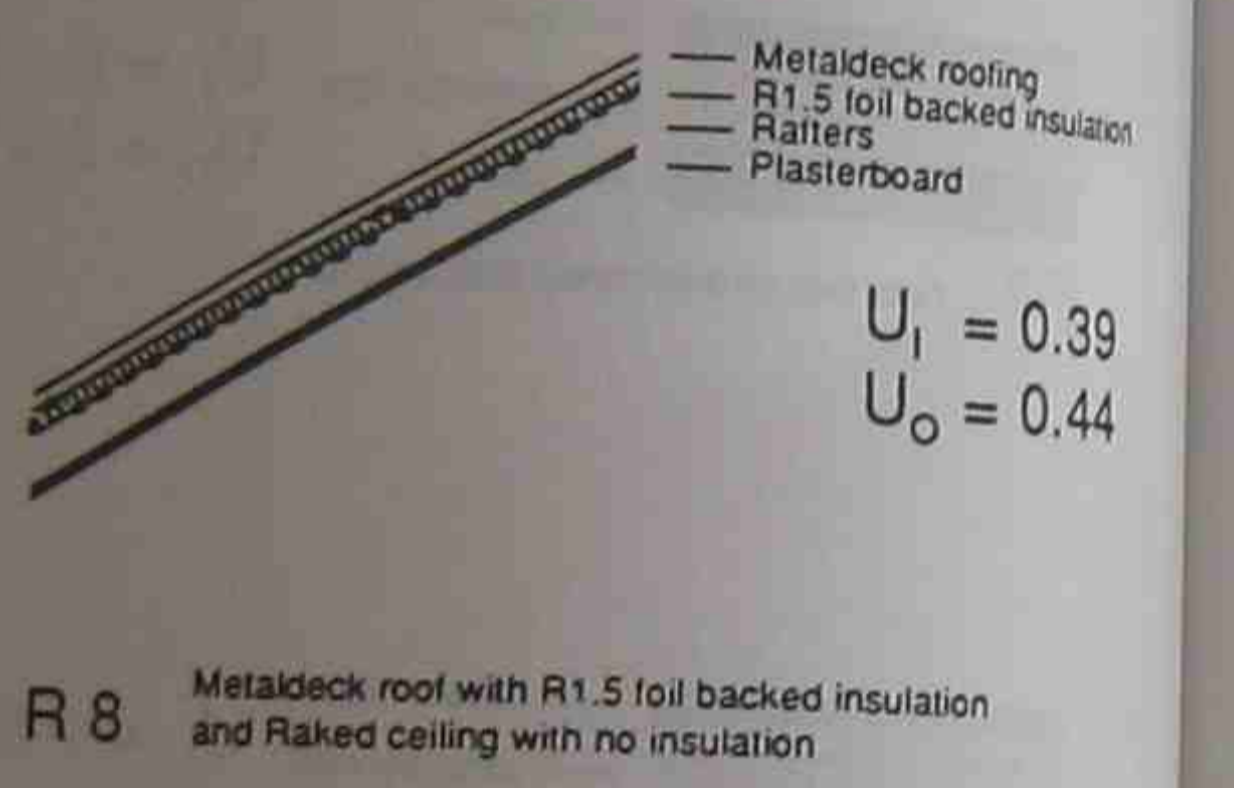 Metaldeck roofing
R1.5 foil backed insulation
Rafters
Plasterboard
U_I = 0.39
U_O = 0.44
R 8
Metaldeck roof with R1.5 foil backed insulation
and Raked ceiling with no insulation